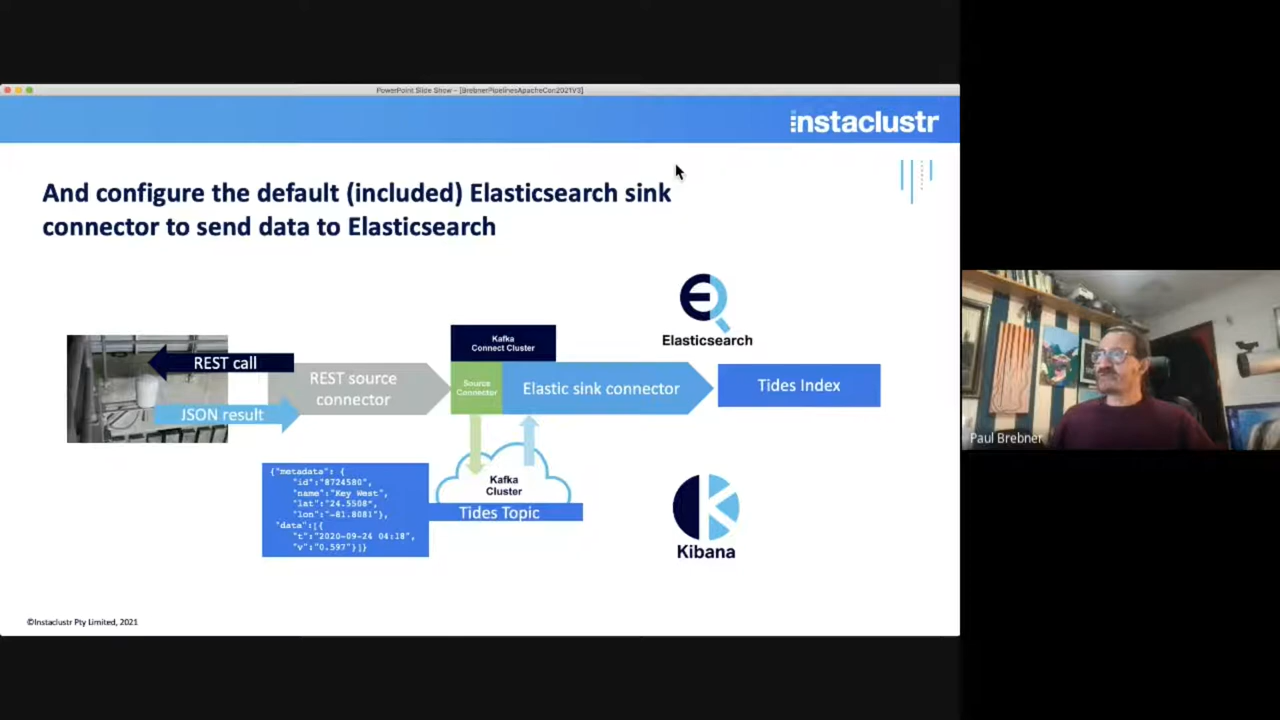 PowerPoint Slide Show - [BrebnerPipelinesApacheCon2021V3]
instaclustr
And configure the default (included) Elasticsearch sink
connector to send data to Elasticsearch
Elasticsearch
Kafka
Connect Cluster
REST call
REST source
connector
Source
Connector
Elastic sink connector
Tides Index
JSON result
{"metadata": {
"id":"8724580",
"name":"Key West",
"lat":"24.5508",
"lon":"-81.8081"},
"data":[{
"t":"2020-09-24 04:18",
"v":"0.597"}]}
Kafka
Cluster
Tides Topic
Kibana
Paul Brebner
©Instaclustr Pty Limited, 2021